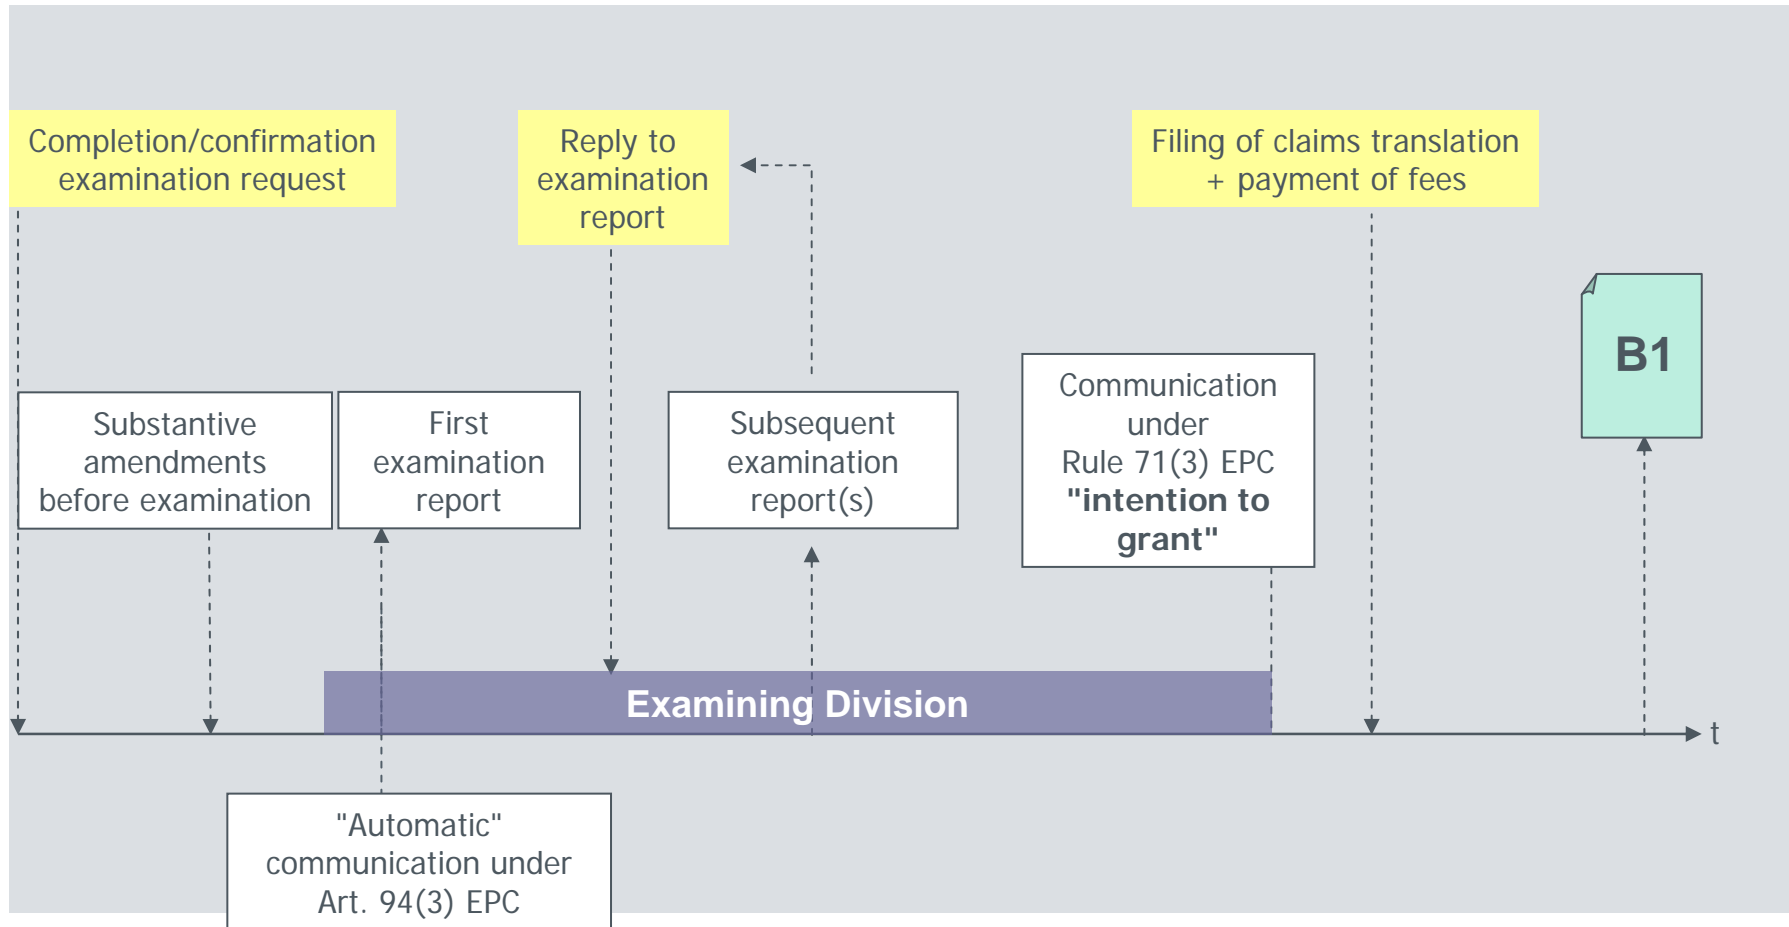 Completion/confirmation
examination request
Reply to
examination
report
Filing of claims translation
+ payment of fees
B1
Substantive
amendments
before examination
First
examination
report
Subsequent
examination
report(s)
Communication
under
Rule 71(3) EPC
"intention to
grant"
Examining Division
t
"Automatic"
communication under
Art. 94(3) EPC